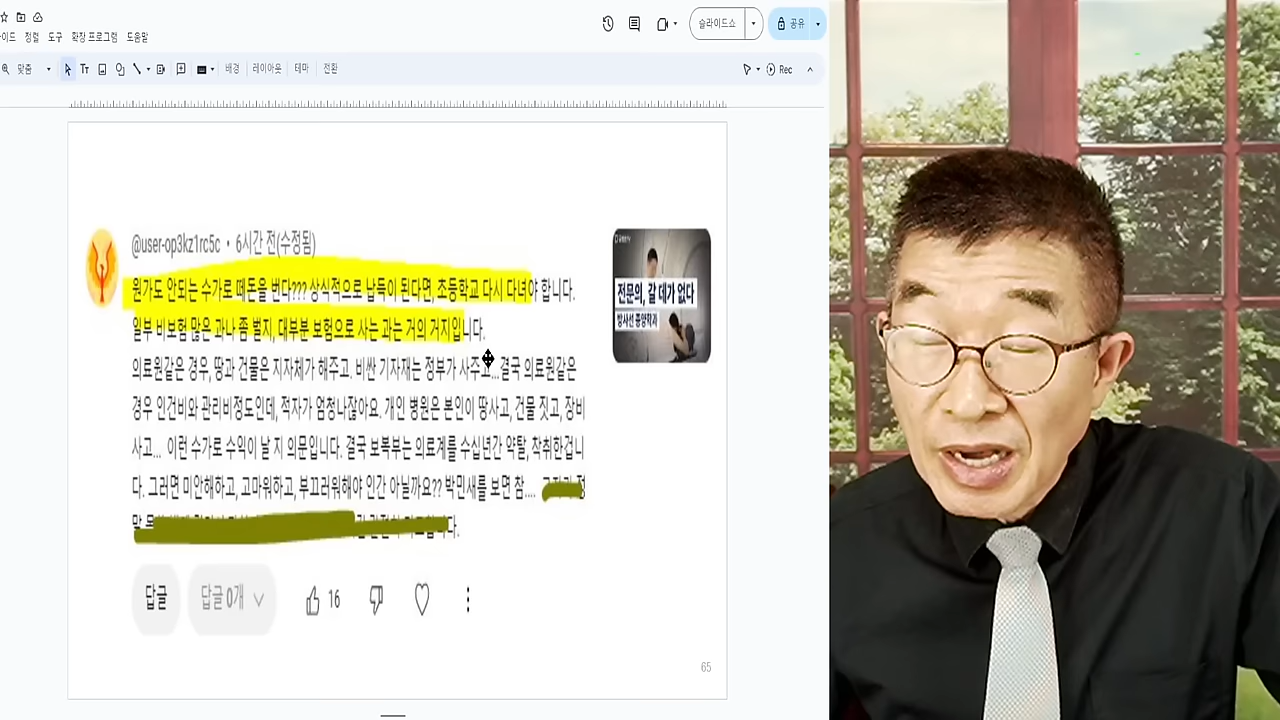 이드 정렬 도구 확장 프로그램 도움말
슬라이드쇼
공유
맞춤
배경 레이아웃 테마 전환
Rec
@user-op3kz1rc5c • 6시간 전(수정됨)
원가도 안되는 수가로 떼돈을 번다??? 상식적으로 납득이 된다면, 초등학교 다시 다녀야 합니다.
일부 비보험 많은 과나 좀 벌지, 대부분 보험으로 사는 과는 거의 거지입니다.
의료원같은 경우, 땅과 건물은 지자체가 해주고. 비싼 기자재는 정부가 사주고...결국 의료원같은
경우 인건비와 관리비정도인데, 적자가 엄청나잖아요. 개인 병원은 본인이 땅사고, 건물 짓고, 장비
사고... 이런 수가로 수익이 날 지 의문입니다. 결국 보복부는 의료계를 수십년간 약탈, 착취한겁니
다. 그러면 미안해하고, 고마워하고, 부끄러워해야 인간 아닐까요?? 박민새를 보면 참.... 정
말
다.
전문의, 갈 데가 없다
방사선 종양학과
답글 답글 0개 16
65